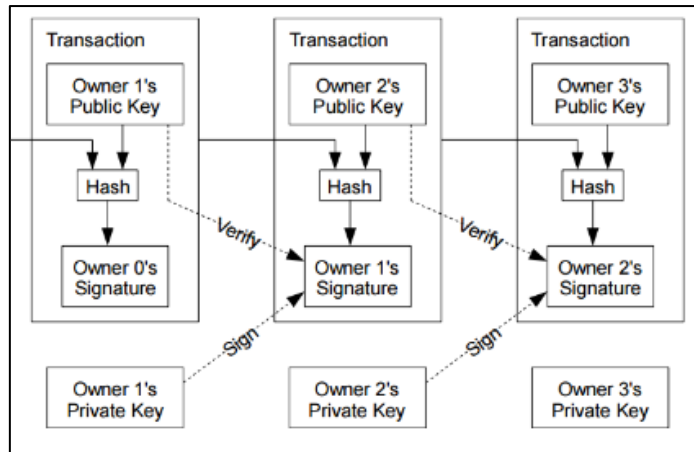 Transaction
Transaction
Transaction
Owner 1's
Public Key
Owner 2's
Public Key
Owner 3's
Public Key
Hash
Hash
Hash
Verify
Verify
Owner 0's
Signature
Owner 1's
Signature
Owner 2's
Signature
Sign
Sign
Owner 1's
Private Key
Owner 2's
Private Key
Owner 3's
Private Key